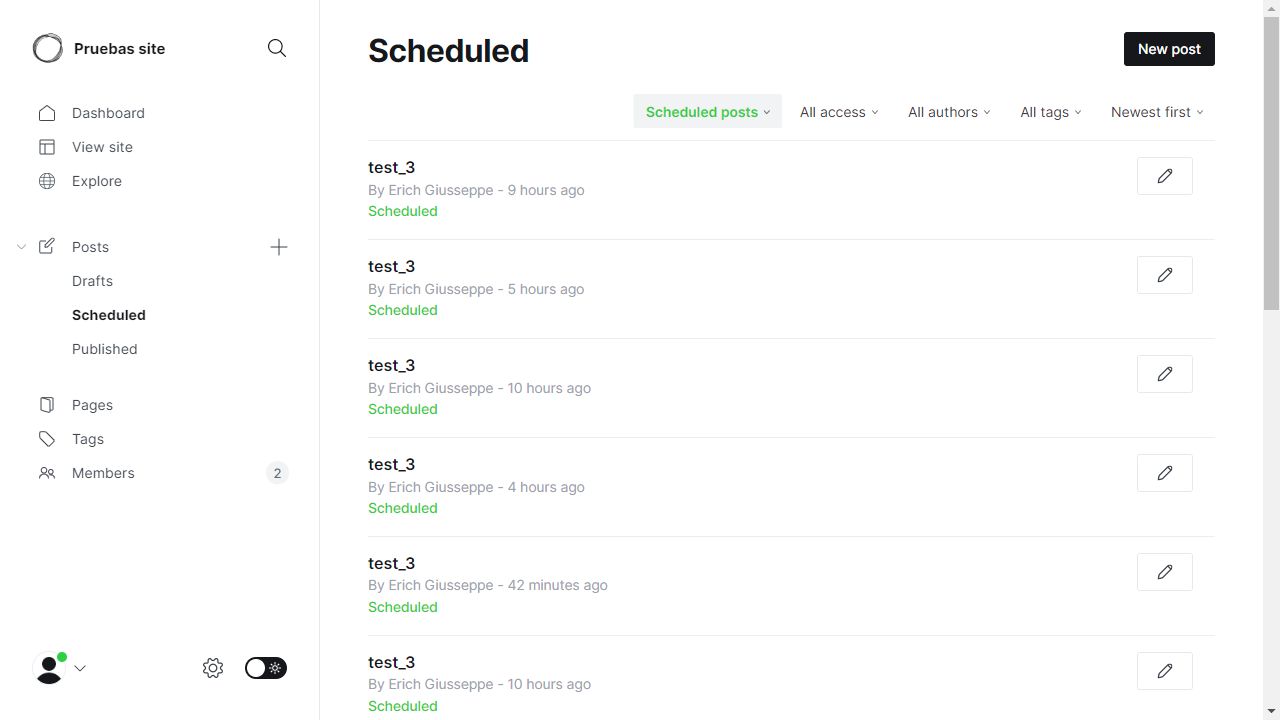 Pruebas site
Dashboard
View site
Explore
Posts
Drafts
Scheduled
Published
Pages
Tags
Members
2
Scheduled
New post
Scheduled posts
All access
All authors
All tags
Newest first
test_3
By Erich Giusseppe - 9 hours ago
Scheduled
test_3
By Erich Giusseppe - 5 hours ago
Scheduled
test_3
By Erich Giusseppe - 10 hours ago
Scheduled
test_3
By Erich Giusseppe - 4 hours ago
Scheduled
test_3
By Erich Giusseppe - 42 minutes ago
Scheduled
test_3
By Erich Giusseppe - 10 hours ago
Scheduled